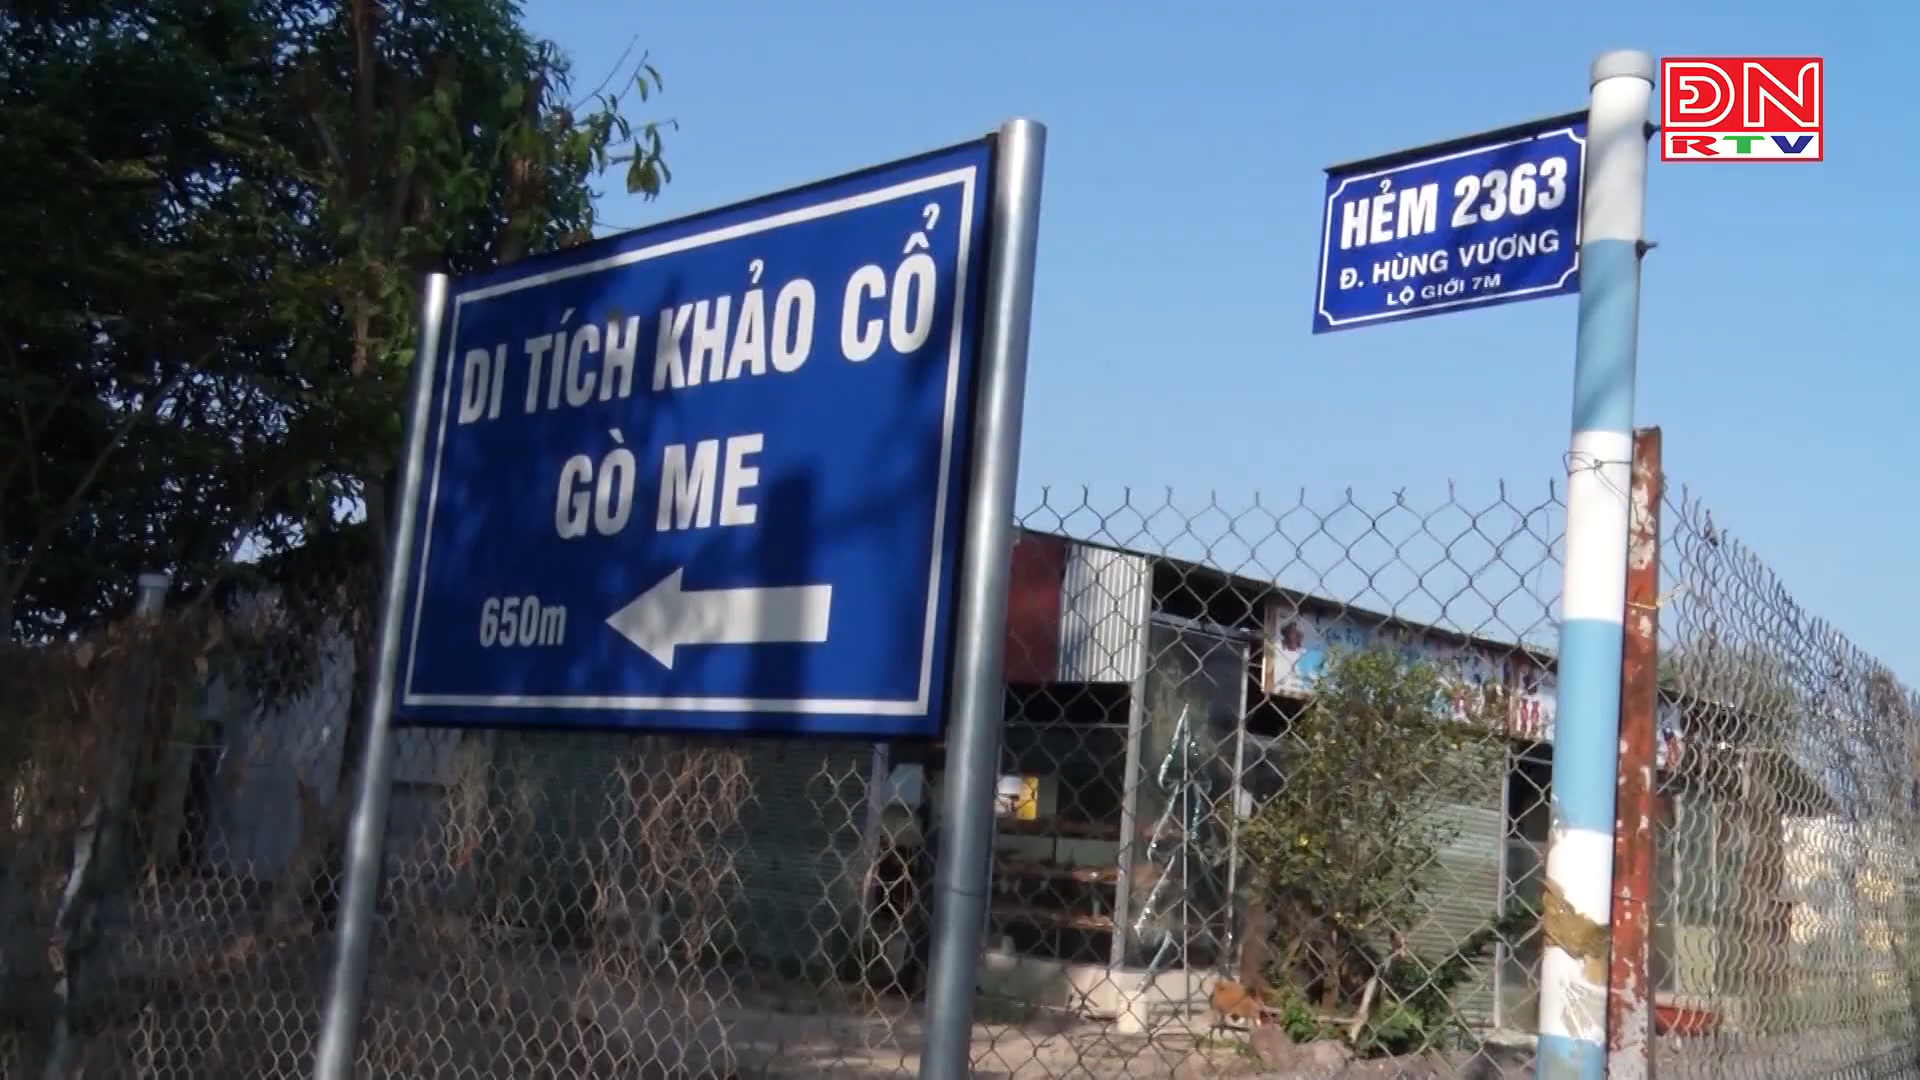 DI TÍCH KHẢO CỔ
GÒ ME
650m
HẺM 2363
Đ. HÙNG VƯƠNG
LỘ GIỚI 7M
ĐN
RTV